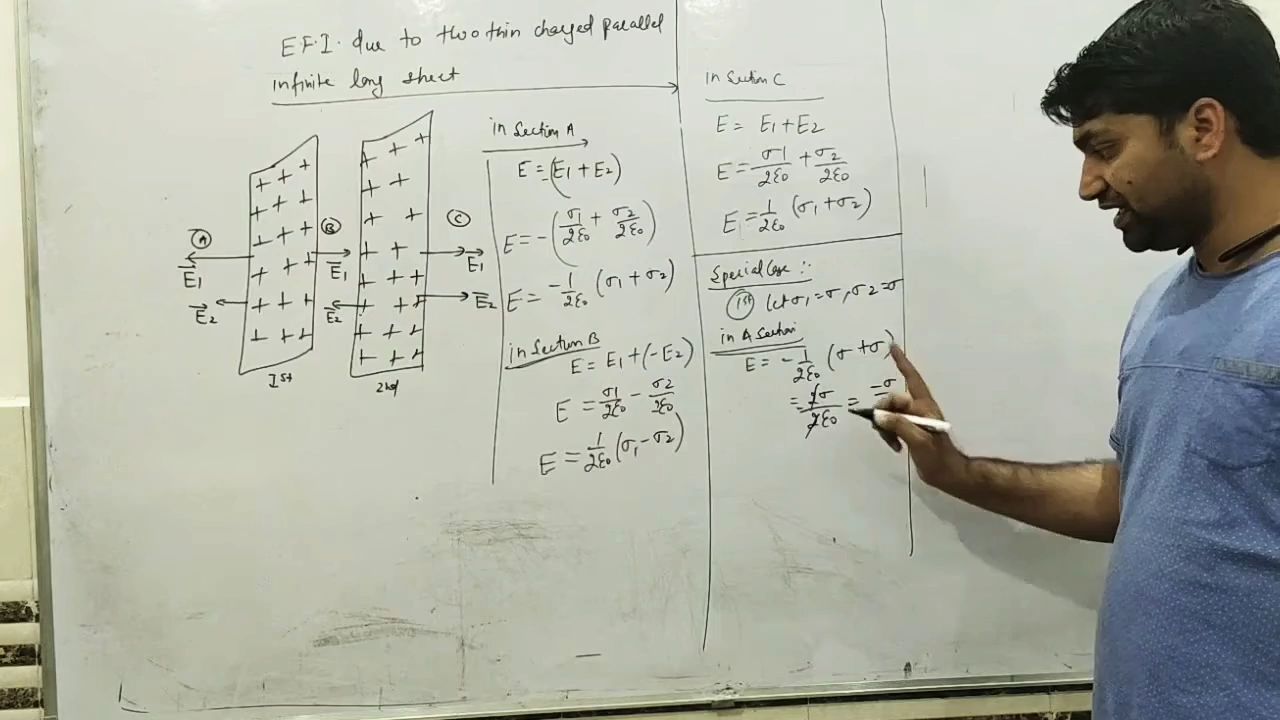 E.F.I. due to two thin charged parallel
infinite long sheet
A
B
C
E1
E2
E1
E2
E1
E2
Ist
2nd
in Section A
E = -(E1 + E2)
E = -(σ1/2ε0 + σ2/2ε0)
E = -1/2ε0 (σ1 + σ2)
in Section B
E = E1 + (-E2)
E = σ1/2ε0 - σ2/2ε0
E = 1/2ε0 (σ1 - σ2)
in Section C
E = E1 + E2
E = σ1/2ε0 + σ2/2ε0
E = 1/2ε0 (σ1 + σ2)
Special Case :-
1st let σ1 = σ, σ2 = σ
in A Section
E = -1/2ε0 (σ + σ)
= -2σ/2ε0 = -σ